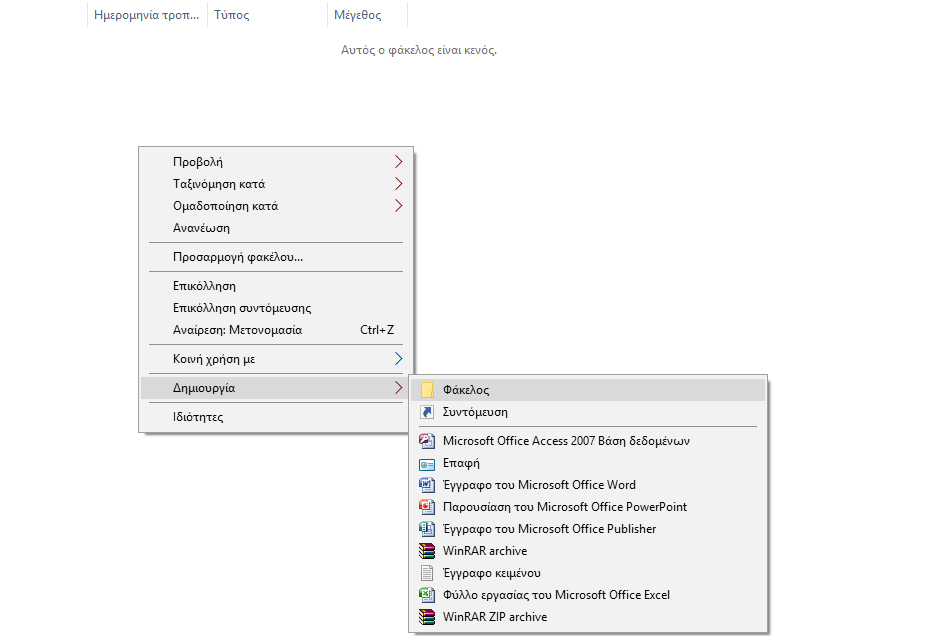 Ημερομηνία τροπ... Τύπος Μέγεθος
Αυτός ο φάκελος είναι κενός.
Προβολή
Ταξινόμηση κατά
Ομαδοποίηση κατά
Ανανέωση
Προσαρμογή φακέλου...
Επικόλληση
Επικόλληση συντόμευσης
Αναίρεση: Μετονομασία Ctrl+Z
Κοινή χρήση με
Δημιουργία
Ιδιότητες
Φάκελος
Συντόμευση
Microsoft Office Access 2007 Βάση δεδομένων
Επαφή
Έγγραφο του Microsoft Office Word
Παρουσίαση του Microsoft Office PowerPoint
Έγγραφο του Microsoft Office Publisher
WinRAR archive
Έγγραφο κειμένου
Φύλλο εργασίας του Microsoft Office Excel
WinRAR ZIP archive